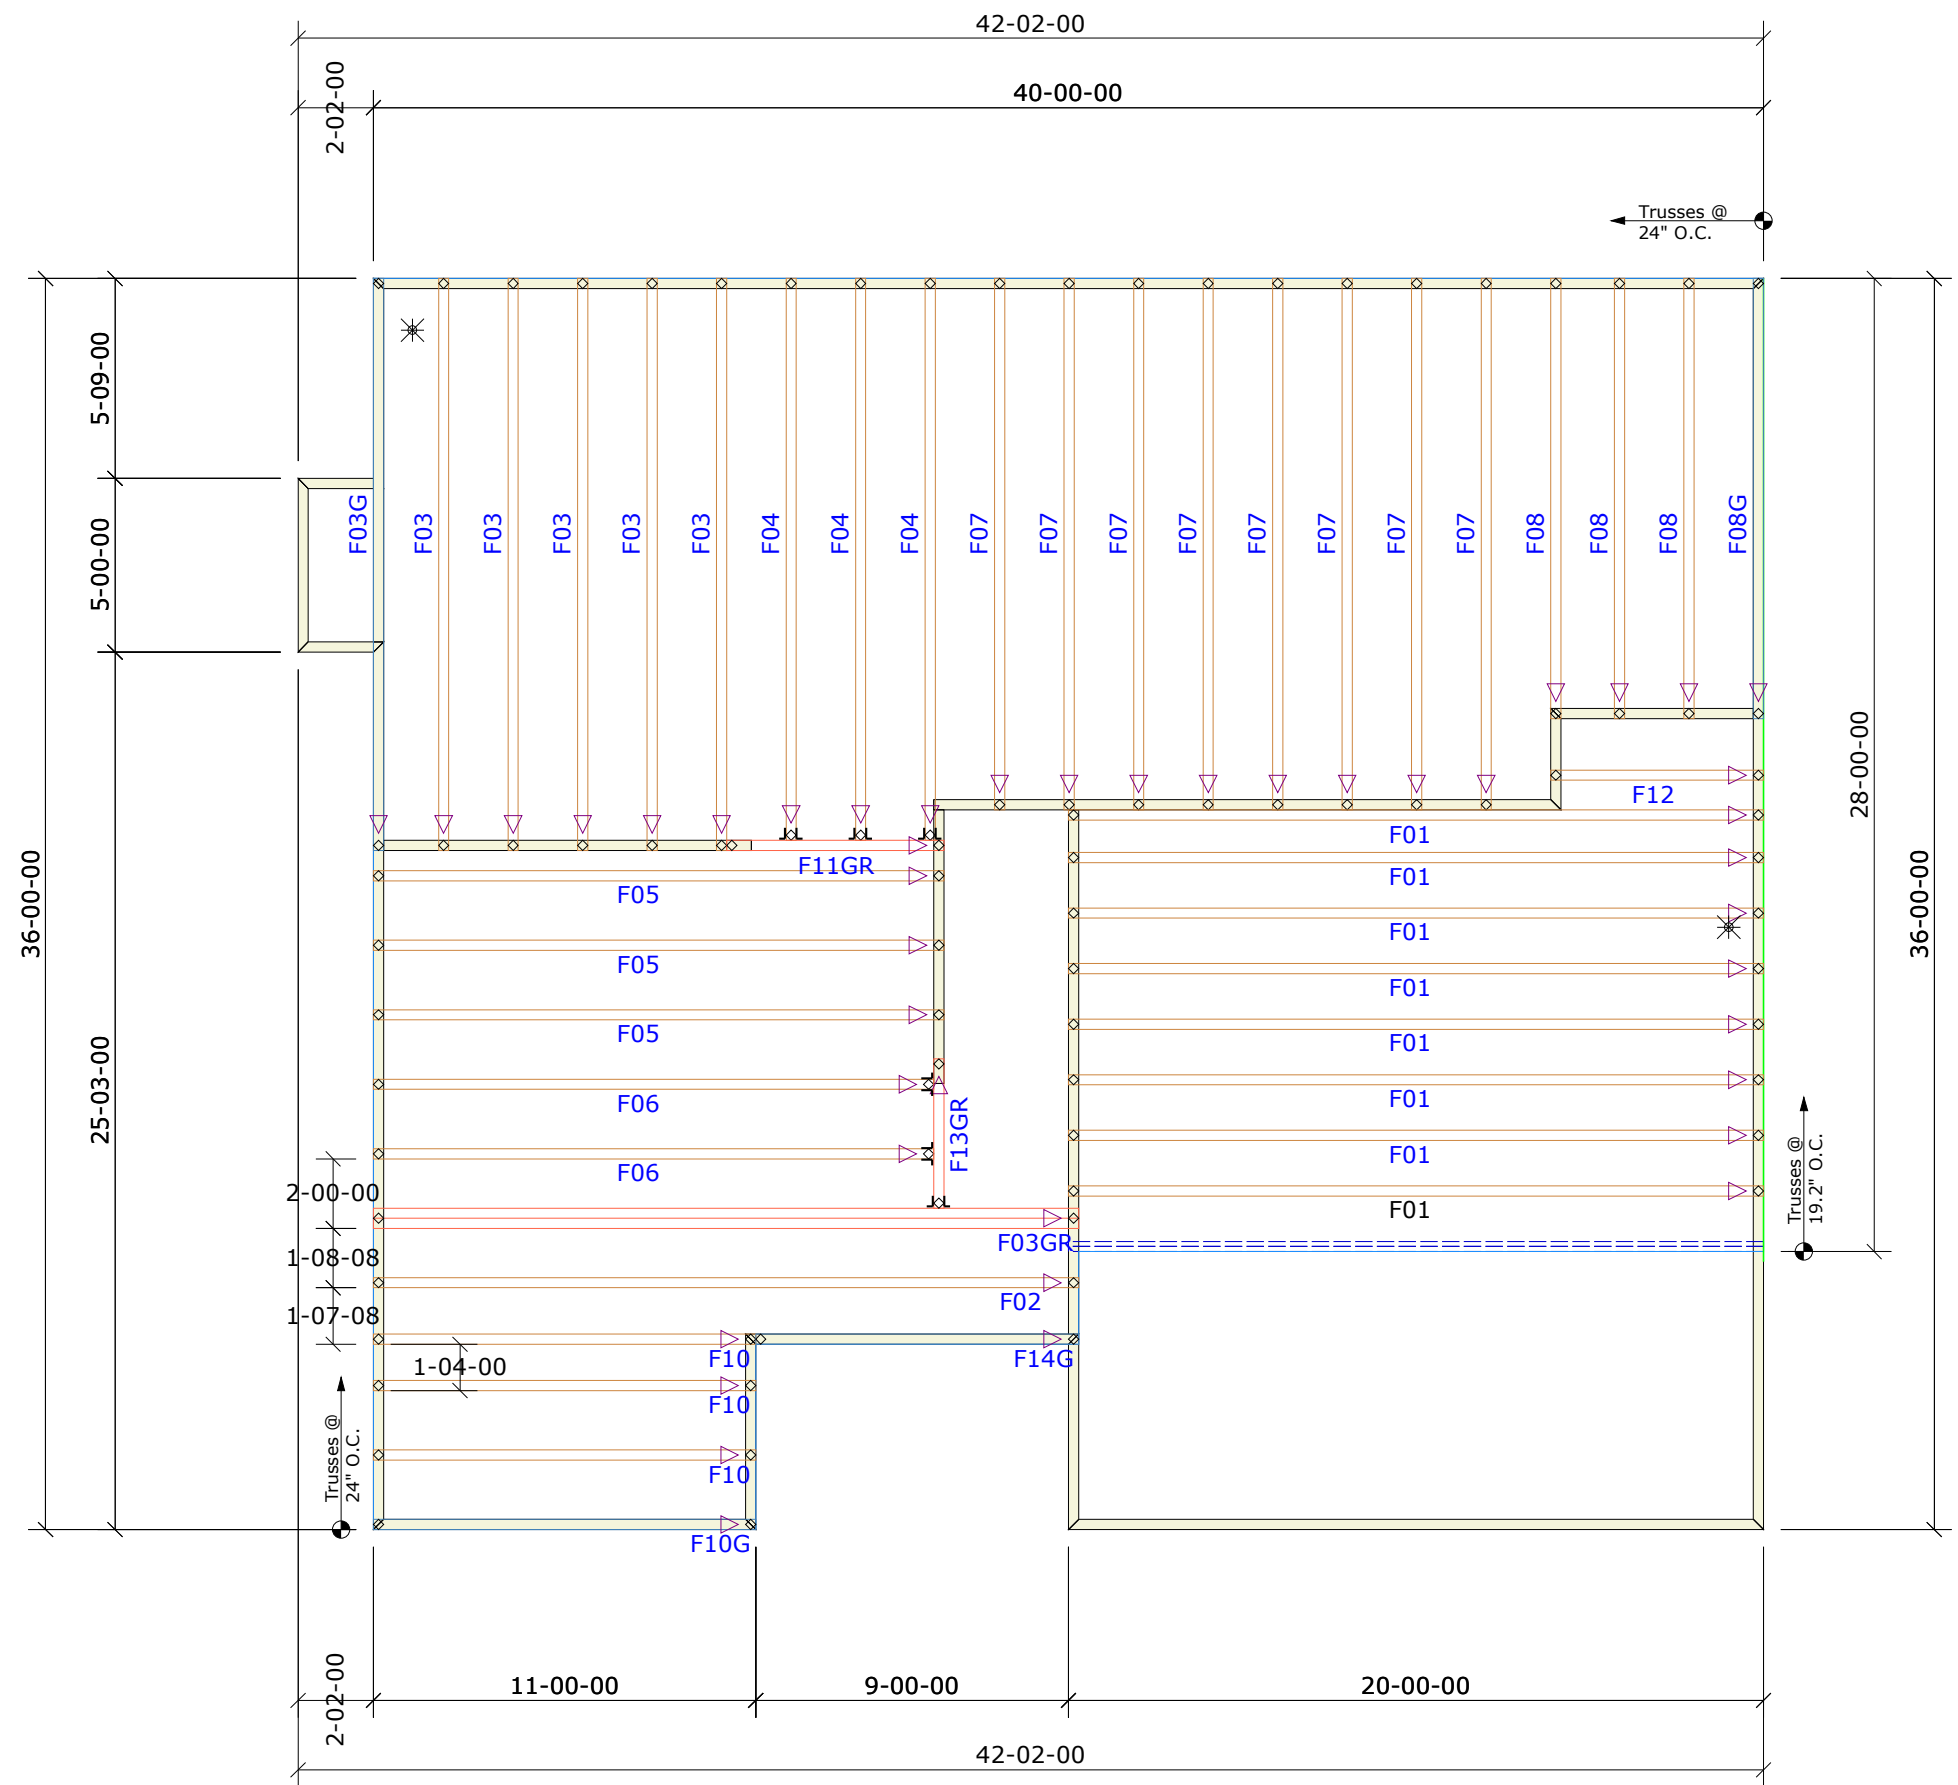 42-02-00
2-02-00
40-00-00
Trusses @
24" O.C.
5-09-00
5-00-00
25-03-00
36-00-00
28-00-00
36-00-00
F03G
F03
F03
F03
F03
F03
F04
F04
F04
F07
F07
F07
F07
F07
F07
F07
F07
F08
F08
F08
F08G
F12
F11GR
F05
F05
F05
F06
F06
F13GR
F01
F01
F01
F01
F01
F01
F01
F01
Trusses @
19.2" O.C.
2-00-00
1-08-08
1-07-08
1-04-00
F03GR
F02
F10
F14G
F10
F10
F10G
Trusses @
24" O.C.
2-02-00
11-00-00
9-00-00
20-00-00
42-02-00